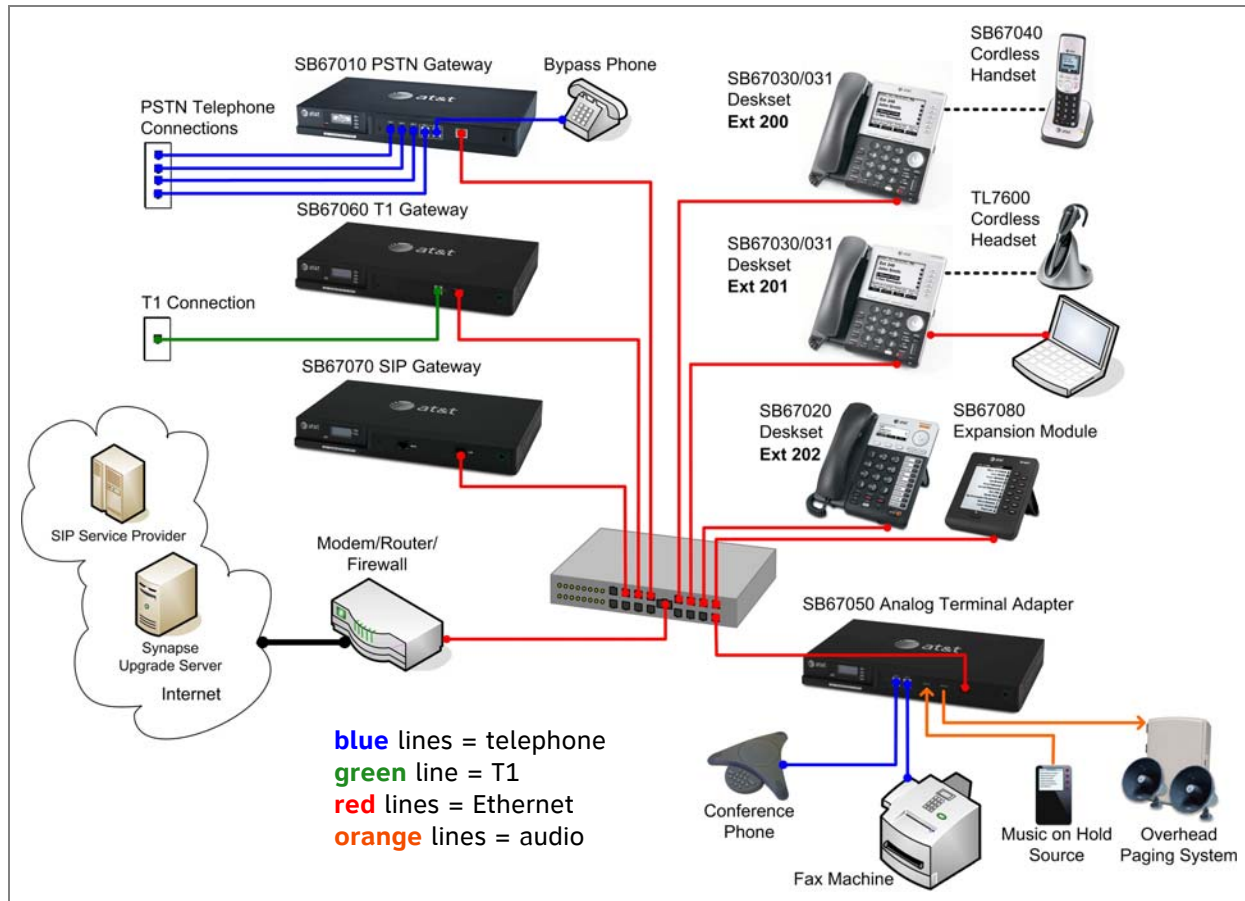 SB67010 PSTN Gateway
Bypass Phone
PSTN Telephone
Connections
at&t
SB67060 T1 Gateway
at&t
T1 Connection
SB67070 SIP Gateway
at&t
SIP Service Provider
Synapse
Upgrade Server
Internet
Modem/Router/
Firewall
SB67030/031
Deskset
Ext 200
SB67040
Cordless
Handset
SB67030/031
Deskset
Ext 201
TL7600
Cordless
Headset
SB67020
Deskset
Ext 202
SB67080
Expansion Module
SB67050 Analog Terminal Adapter
at&t
Conference
Phone
Fax Machine
Music on Hold
Source
Overhead
Paging System
blue lines = telephone
green line = T1
red lines = Ethernet
orange lines = audio